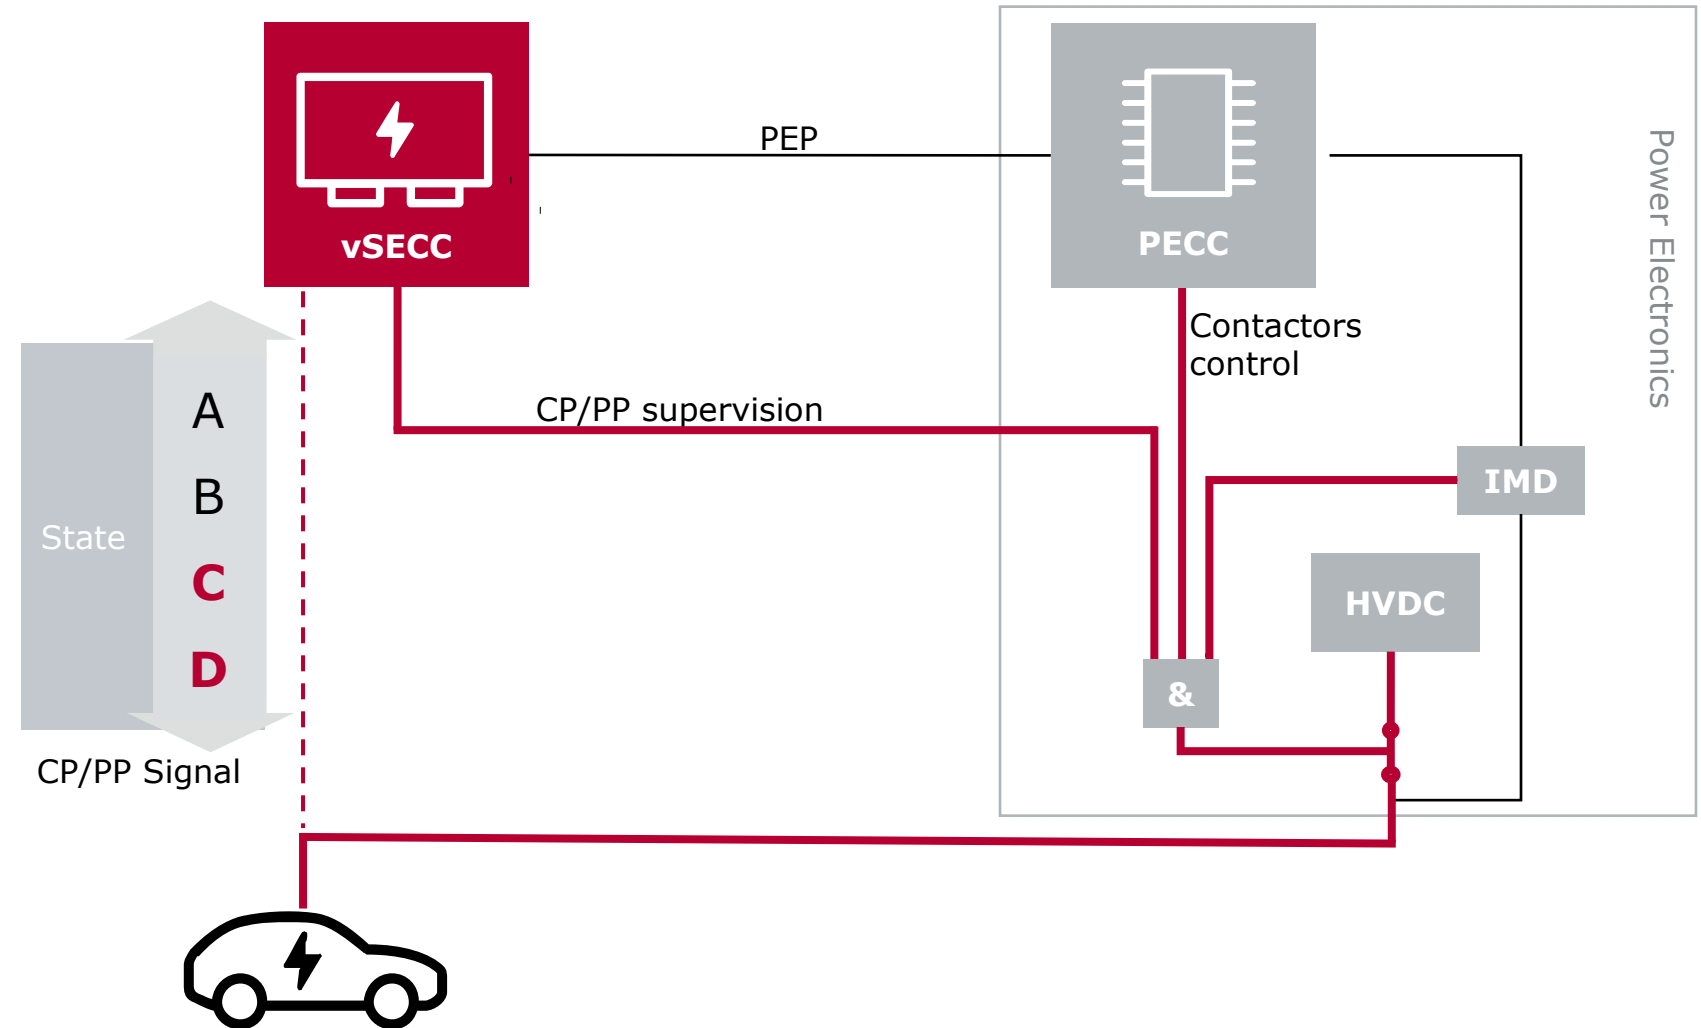 vSECC
PEP
PECC
Power Electronics
Contactors
control
CP/PP supervision
A
B
C
D
State
IMD
HVDC
&
CP/PP Signal